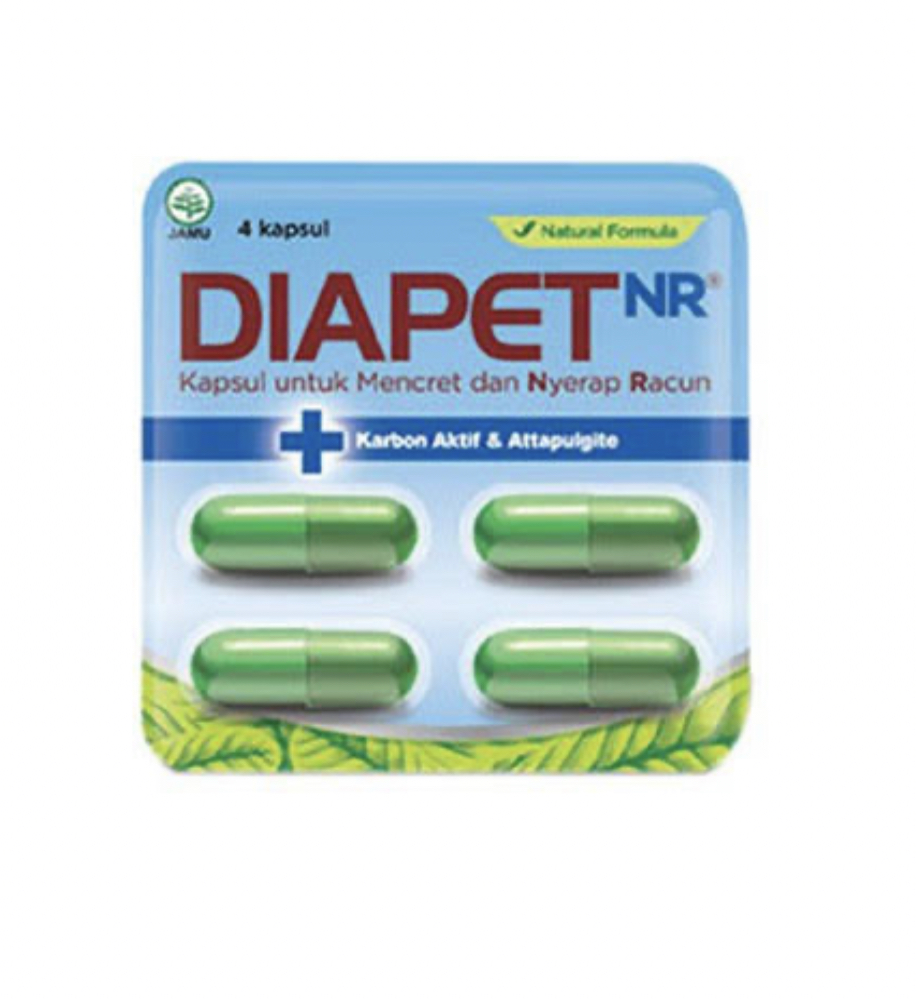 JAMU
4 kapsul
Natural Formula
DIAPET NR®
Kapsul untuk Mencret dan Nyerap Racun
Karbon Aktif & Attapulgite